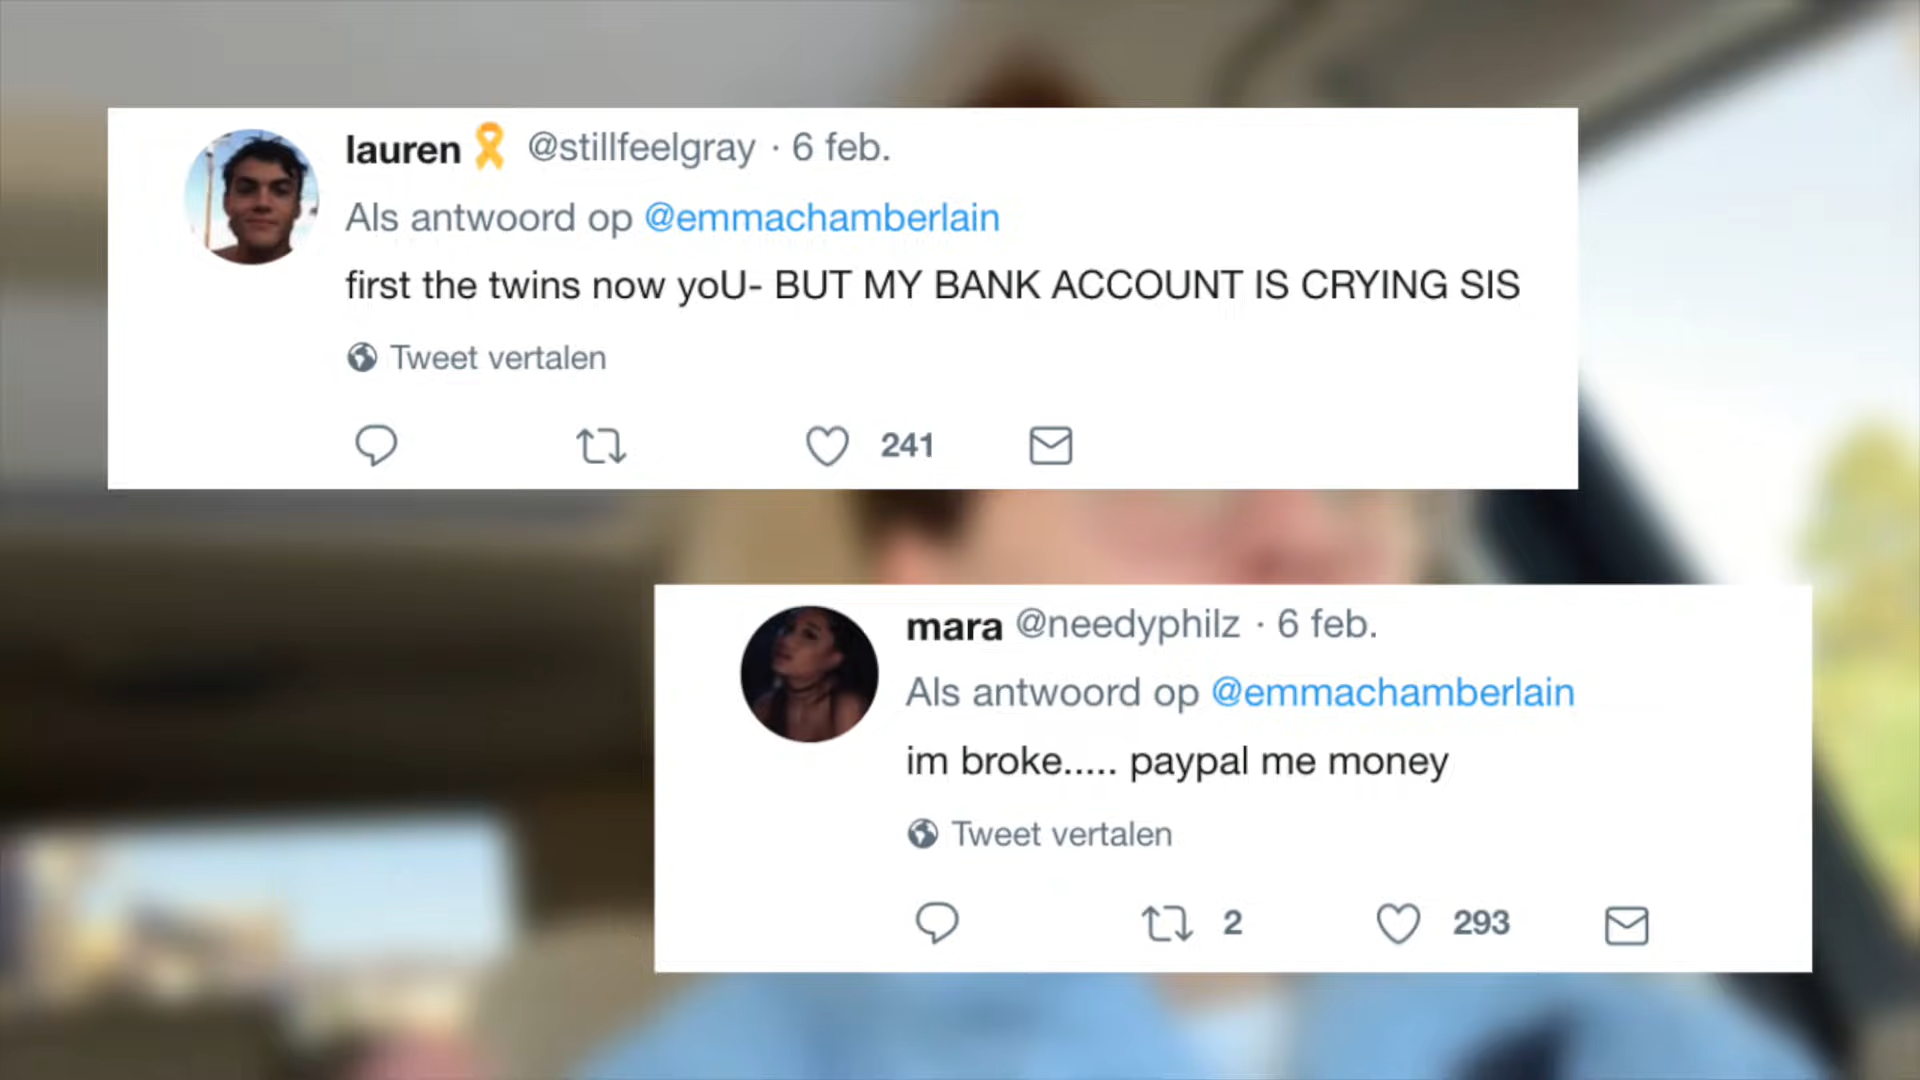 lauren 🎗 @stillfeelgray · 6 feb.
Als antwoord op @emmachamberlain
first the twins now yoU- BUT MY BANK ACCOUNT IS CRYING SIS
Tweet vertalen
241
mara @needyphilz · 6 feb.
Als antwoord op @emmachamberlain
im broke..... paypal me money
Tweet vertalen
2 293